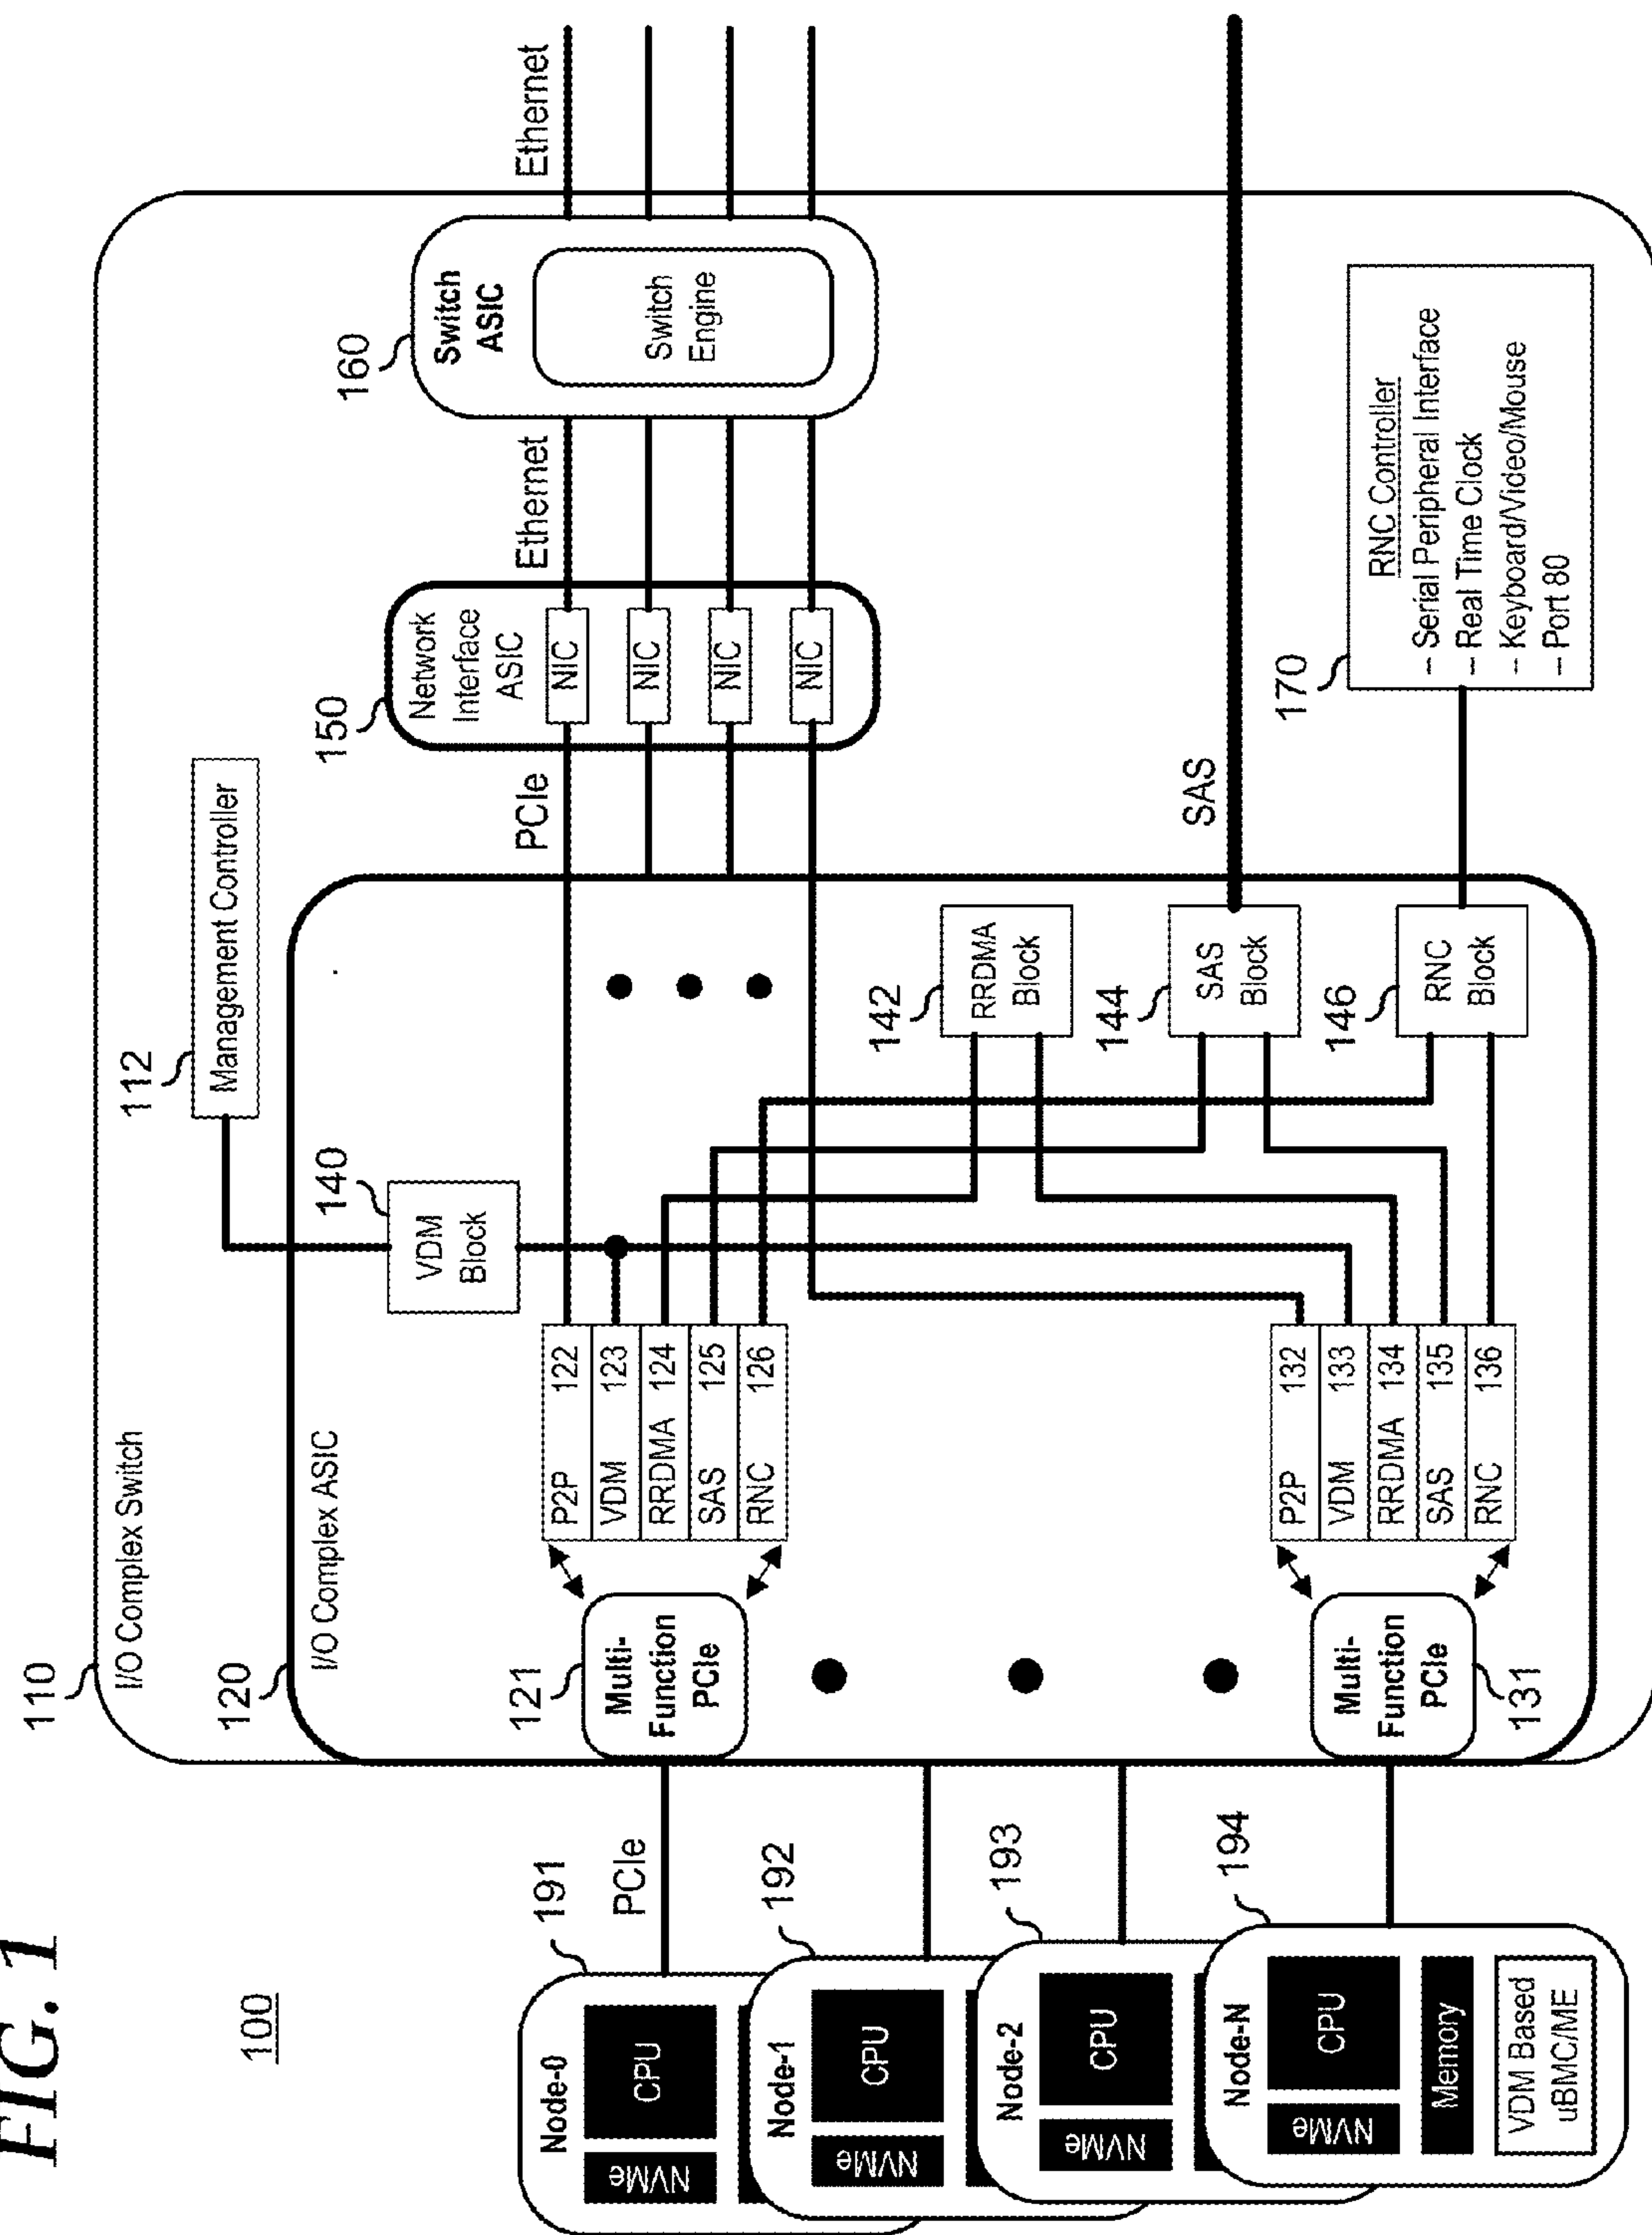 FIG. 1
100
110
I/O Complex Switch
112
Management Controller
120
I/O Complex ASIC
140
VDM
Block
191
Node-0
NVMe
CPU
PCIe
192
Node-1
NVMe
CPU
193
Node-2
NVMe
CPU
194
Node-N
NVMe
CPU
Memory
VDM Based
uBMC/ME
121
Multi-
Function
PCIe
P2P 122
VDM 123
RRDMA 124
SAS 125
RNC 126
Multi-
Function
PCIe
131
P2P 132
VDM 133
RRDMA 134
SAS 135
RNC 136
142
RRDMA
Block
144
SAS
Block
146
RNC
Block
PCIe
150
Network
Interface
ASIC
NIC
NIC
NIC
NIC
Ethernet
160
Switch
ASIC
Switch
Engine
Ethernet
SAS
170
RNC Controller
– Serial Peripheral Interface
– Real Time Clock
– Keyboard/Video/Mouse
– Port 80